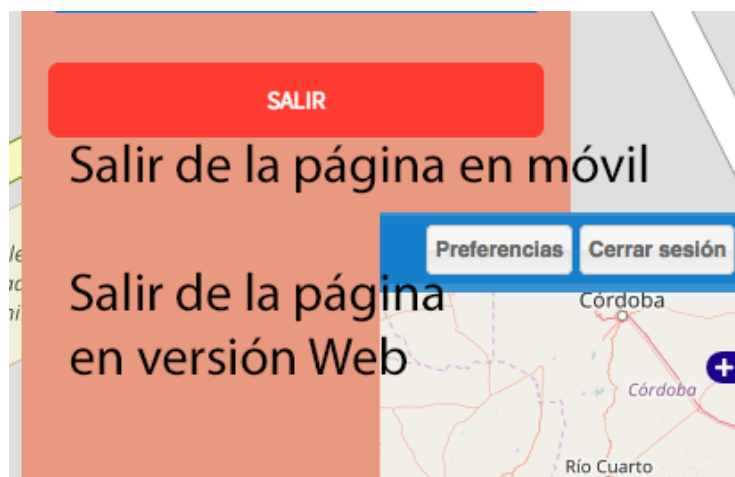 SALIR
Salir de la página en móvil
Preferencias Cerrar sesión
Salir de la página
en versión Web
Córdoba
Córdoba
Río Cuarto